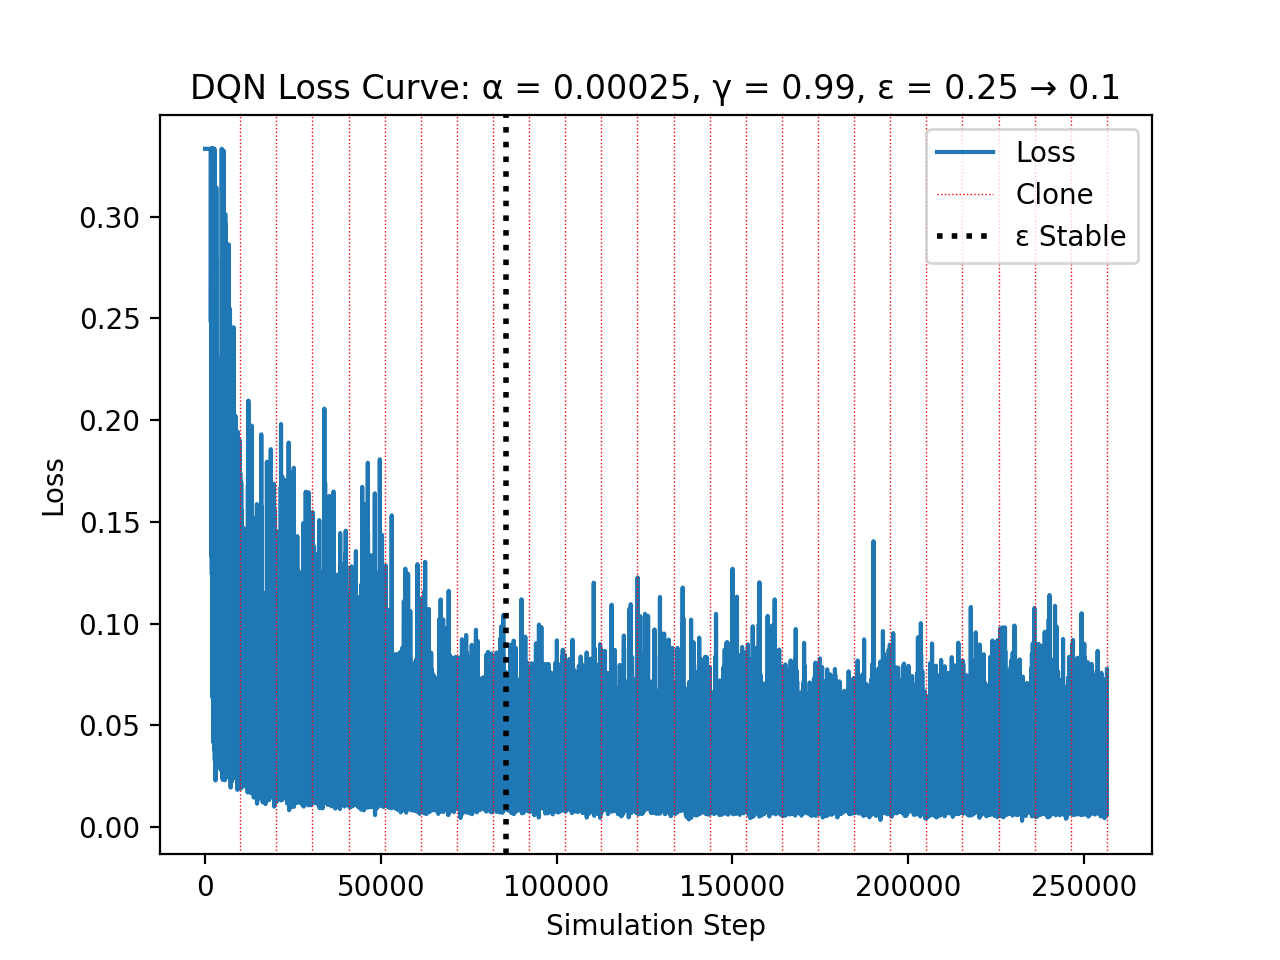 DQN Loss Curve: α = 0.00025, γ = 0.99, ε = 0.25 → 0.1
Loss
Clone
ε Stable
0.30
0.25
0.20
0.15
0.10
0.05
0.00
Loss
0
50000
100000
150000
200000
250000
Simulation Step